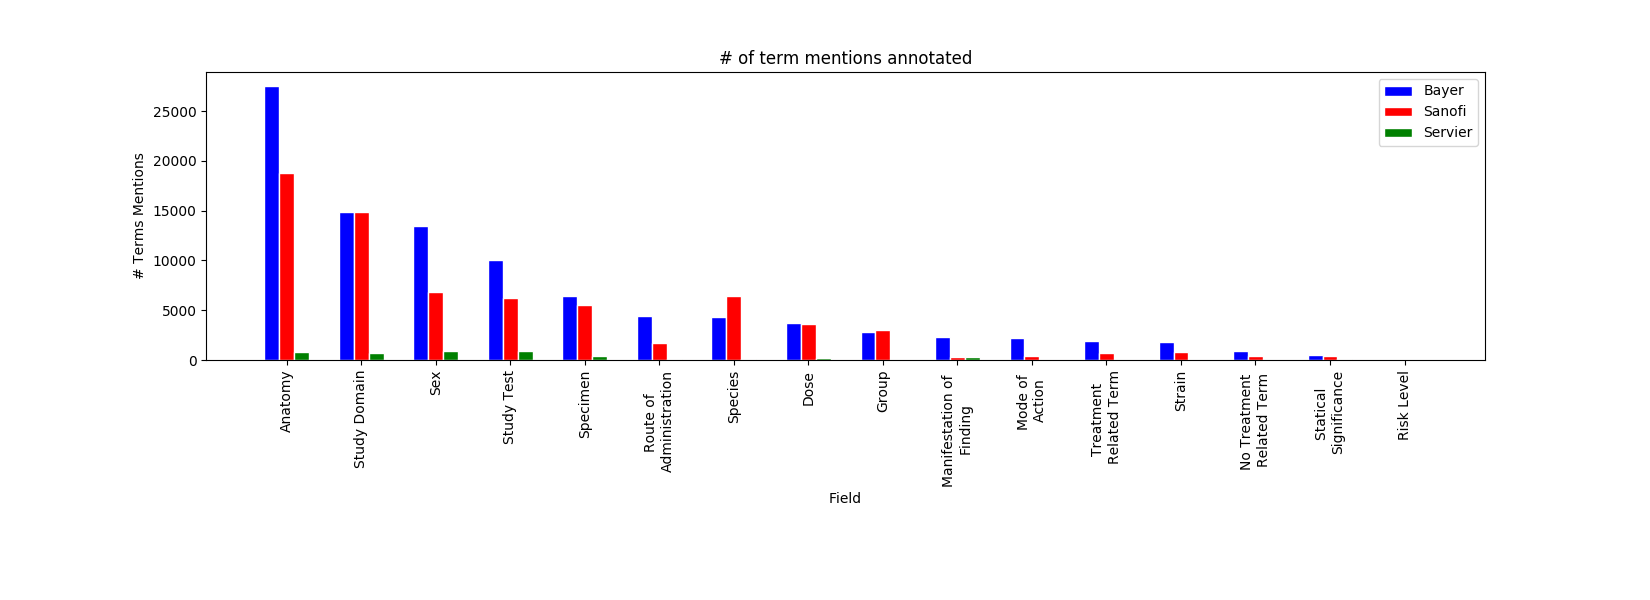 # of term mentions annotated
Bayer
Sanofi
Servier
# Terms Mentions
25000
20000
15000
10000
5000
0
Anatomy
Study Domain
Sex
Study Test
Specimen
Route of
Administration
Species
Dose
Group
Manifestation of
Finding
Mode of
Action
Treatment
Related Term
Strain
No Treatment
Related Term
Statical
Significance
Risk Level
Field